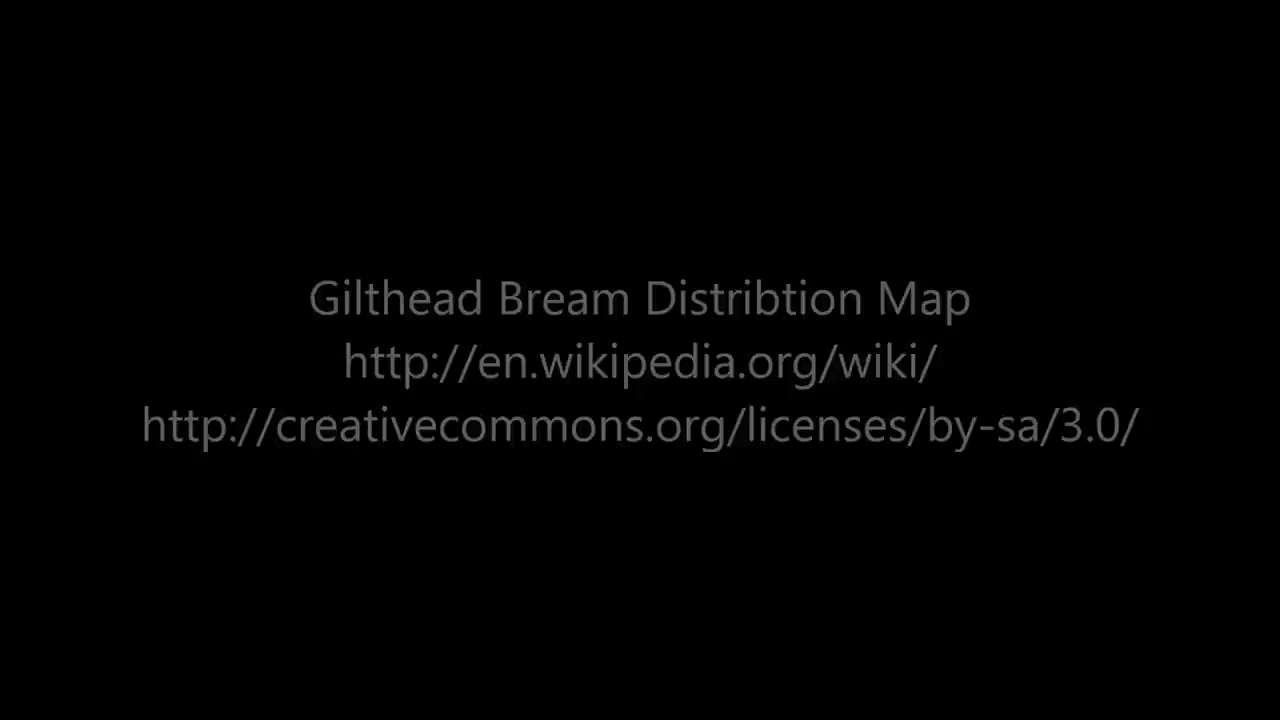 Gilthead Bream Distribtion Map
http://en.wikipedia.org/wiki/
http://creativecommons.org/licenses/by-sa/3.0/